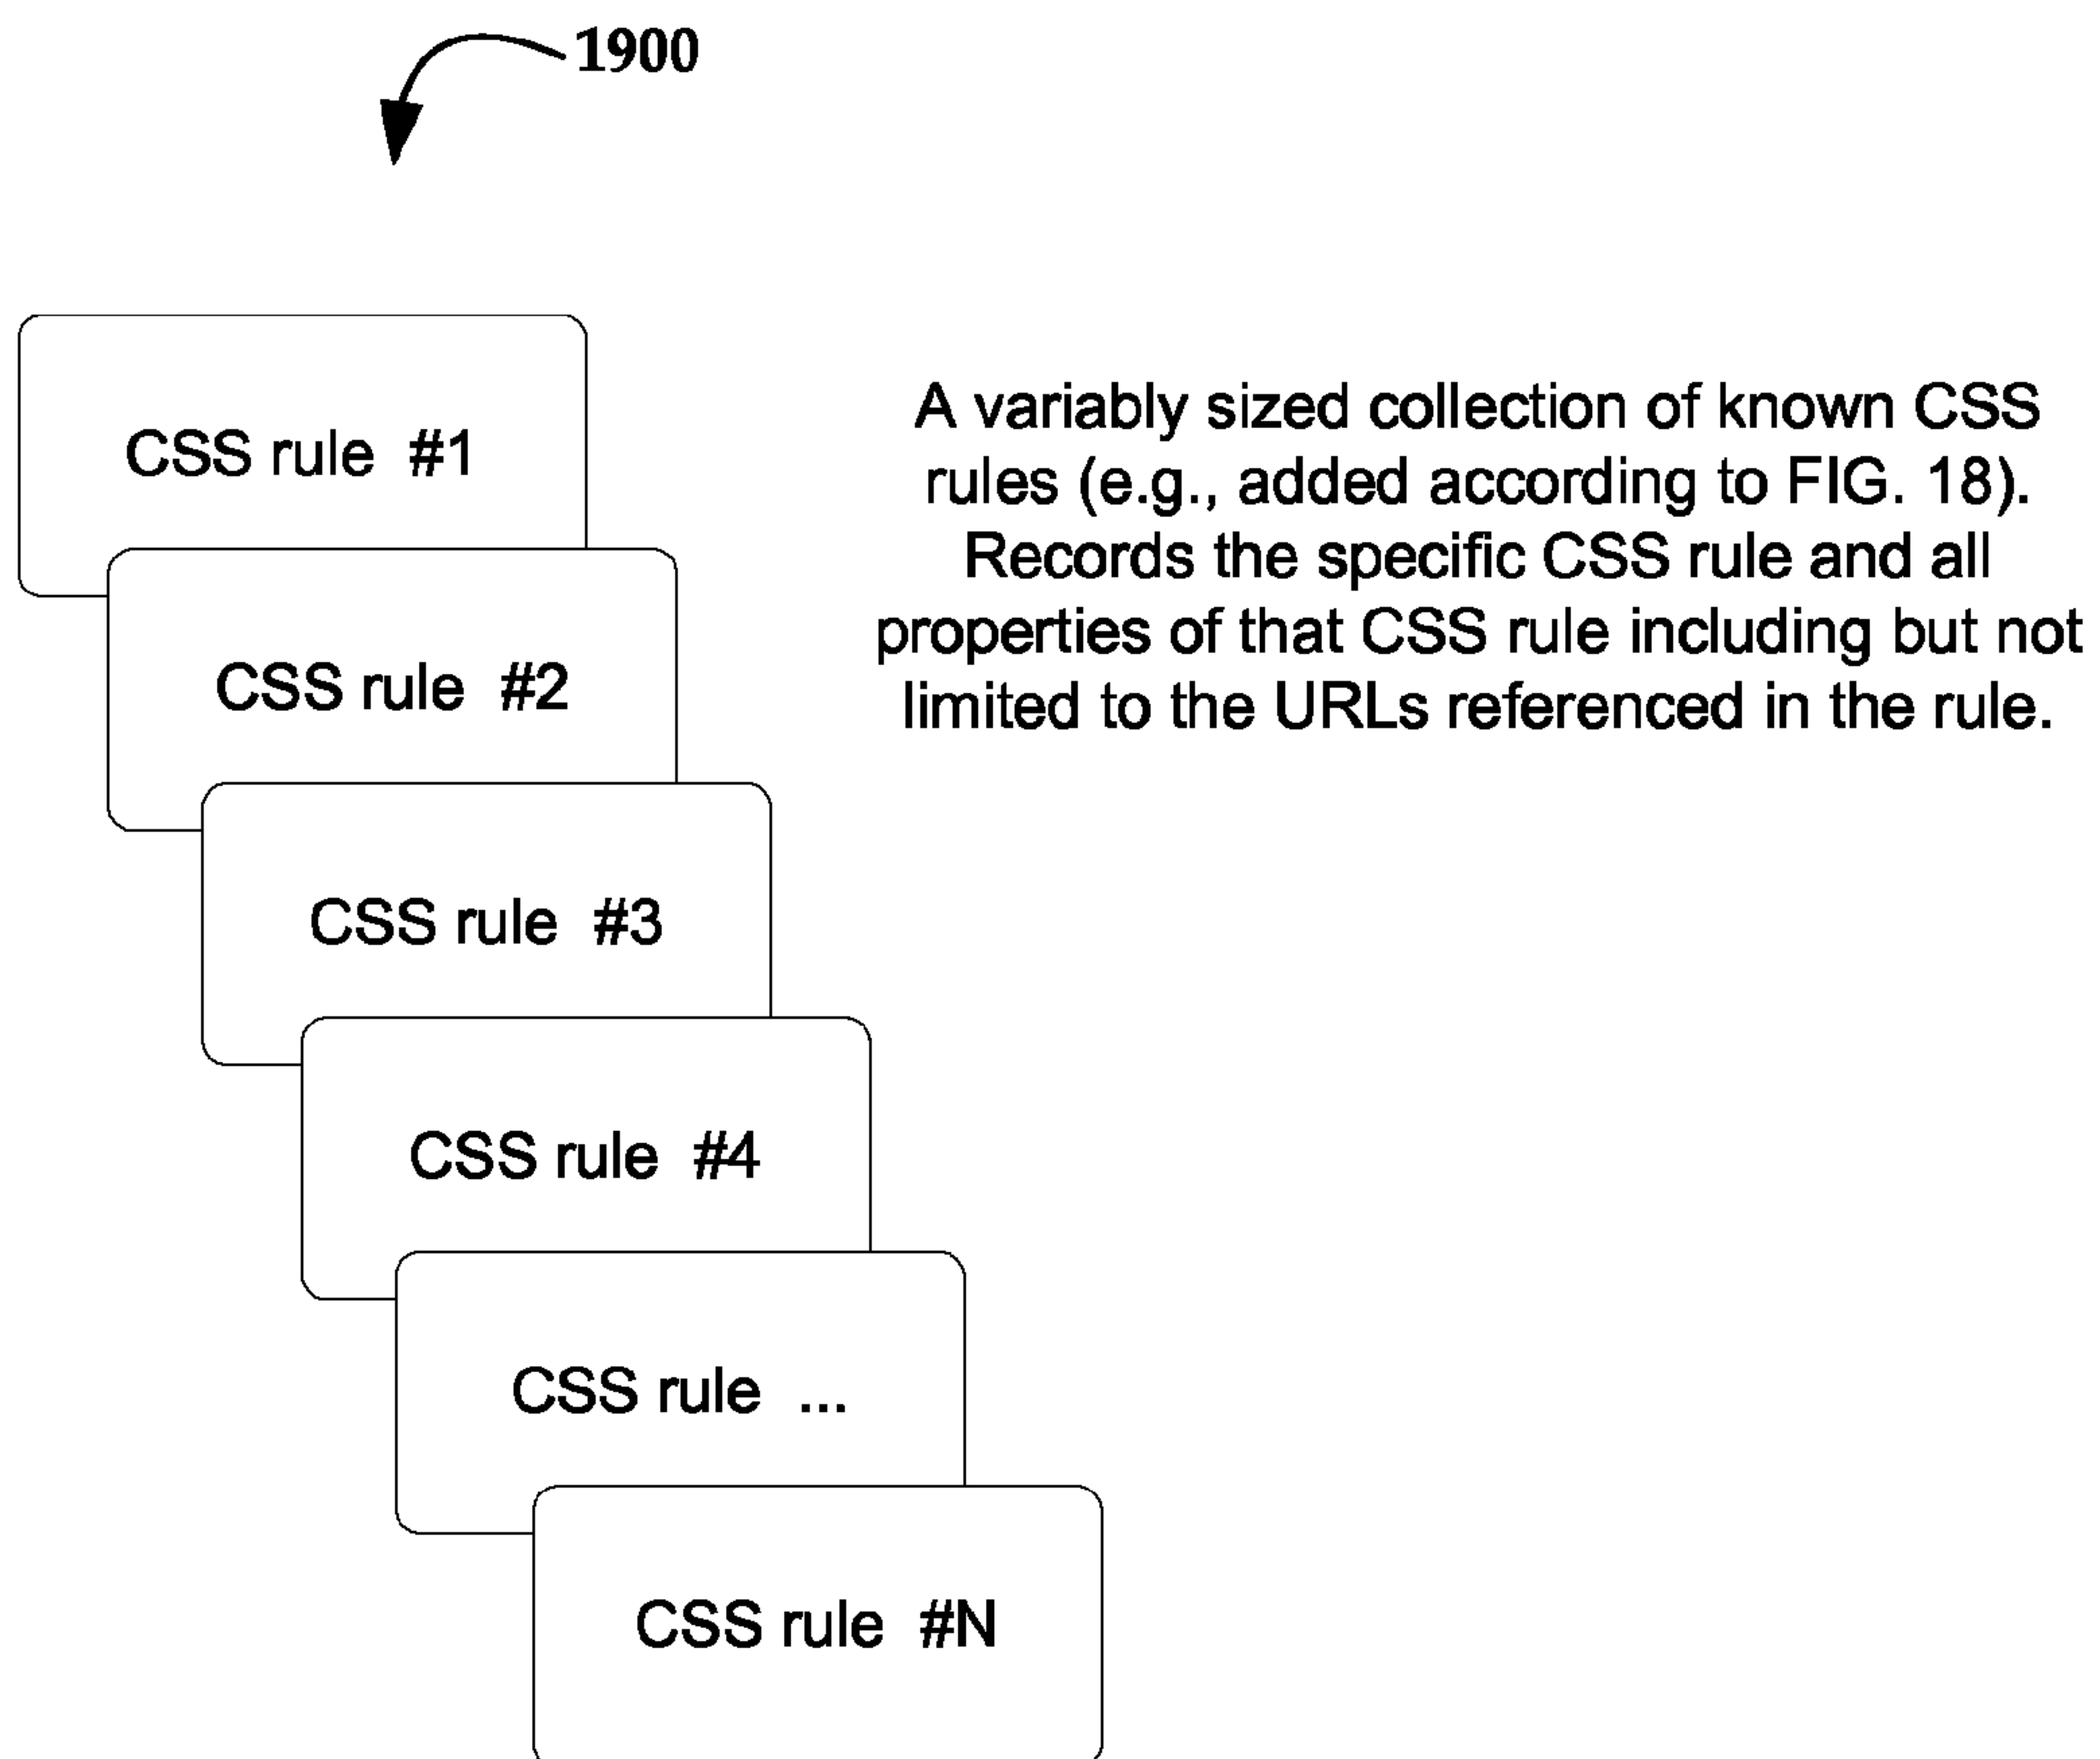 1900
CSS rule #1
A variably sized collection of known CSS
rules (e.g., added according to FIG. 18).
Records the specific CSS rule and all
properties of that CSS rule including but not
limited to the URLs referenced in the rule.
CSS rule #2
CSS rule #3
CSS rule #4
CSS rule ...
CSS rule #N